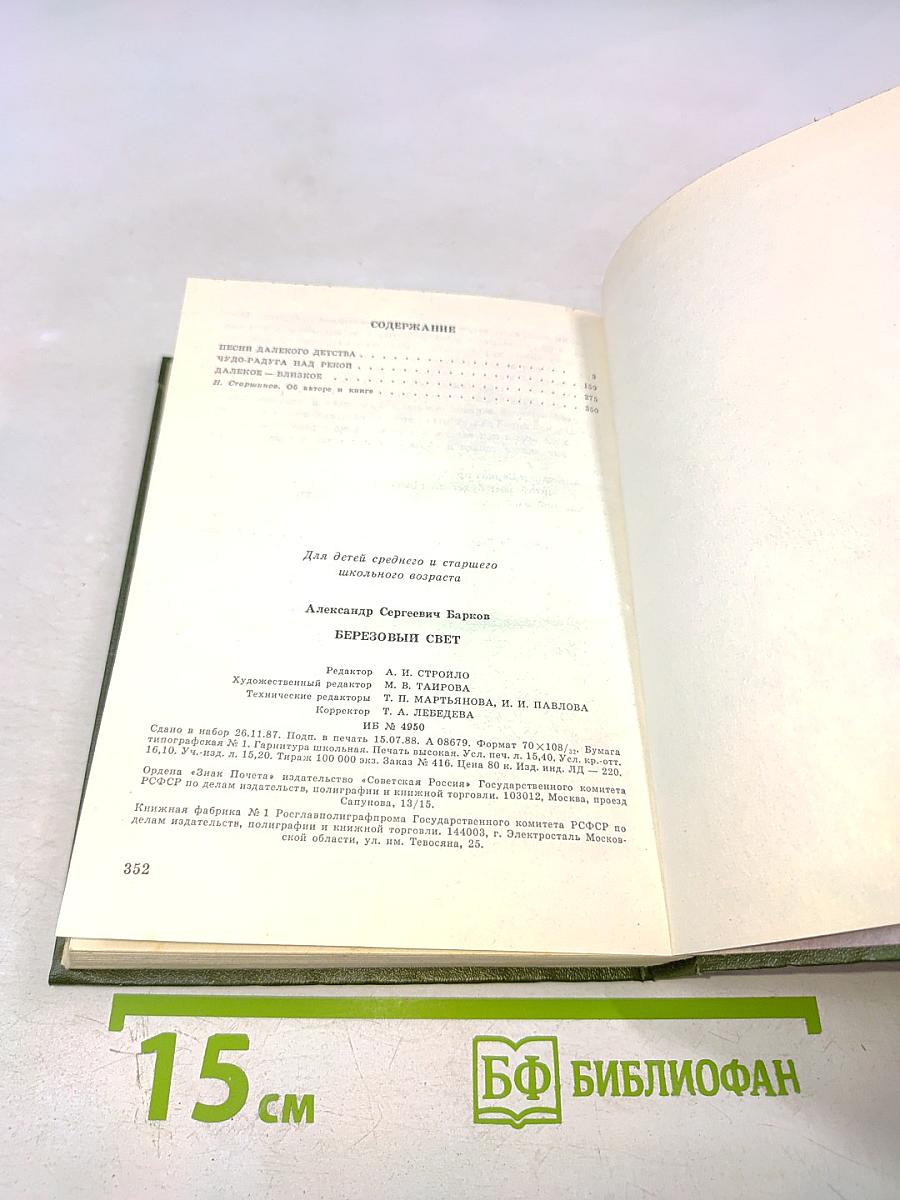 СОДЕРЖАНИЕ
ПЕСНИ ДАЛЕКОГО ДЕТСТВА . . . . . . . . . . . . 3
ЧУДО-РАДУГА НАД РЕКОЙ . . . . . . . . . . . . 159
ДАЛЕКОЕ — БЛИЗКОЕ . . . . . . . . . . . . 275
Н. Старшинов. Об авторе и книге . . . . . . . . . . . . 350
Для детей среднего и старшего
школьного возраста
Александр Сергеевич Барков
БЕРЕЗОВЫЙ СВЕТ
Редактор А. И. СТРОЙЛО
Художественный редактор М. В. ТАИРОВА
Технические редакторы Т. П. МАРТЬЯНОВА, И. И. ПАВЛОВА
Корректор Т. А. ЛЕБЕДЕВА
ИБ № 4950
Сдано в набор 26.11.87. Подп. в печать 15.07.88. А 08679. Формат 70×108/32. Бумага
типографская № 1. Гарнитура школьная. Печать высокая. Усл. печ. л. 15,40. Усл. кр.-отт.
16,10. Уч.-изд. л. 15,20. Тираж 100 000 экз. Заказ № 416. Цена 80 к. Изд. инд. ЛД — 220.
Ордена «Знак Почета» издательство «Советская Россия» Государственного комитета
РСФСР по делам издательств, полиграфии и книжной торговли. 103012, Москва, проезд
Сапунова, 13/15.
Книжная фабрика № 1 Росглавполиграфпрома Государственного комитета РСФСР по
делам издательств, полиграфии и книжной торговли. 144003, г. Электросталь Москов-
ской области, ул. им. Тевосяна, 25.
352
15 см
БФ БИБЛИОФАН